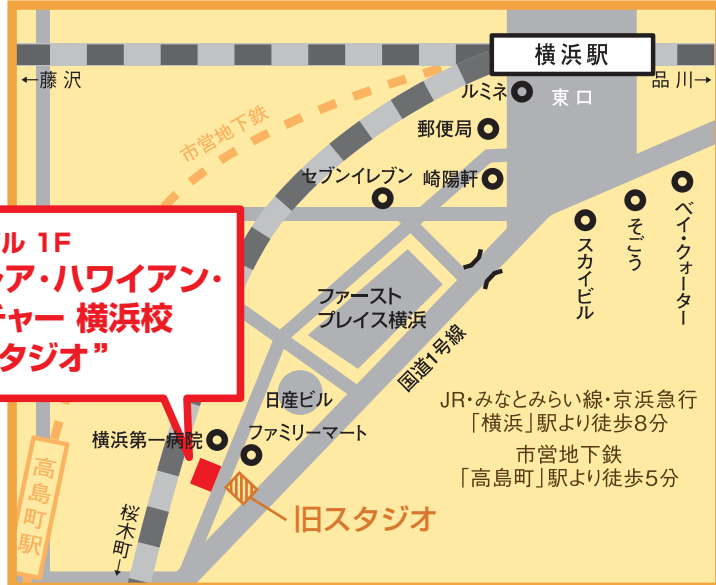 横浜駅
←藤沢
品川→
ルミネ
東口
郵便局
市営地下鉄
セブンイレブン
崎陽軒
ベイ・クォーター
そごう
スカイビル
ル 1F
ア・ハワイアン・
チャー 横浜校
タジオ”
ファースト
プレイス横浜
国道1号線
日産ビル
JR・みなとみらい線・京浜急行
「横浜」駅より徒歩8分
横浜第一病院
ファミリーマート
市営地下鉄
「高島町」駅より徒歩5分
高島町駅
桜木町→
旧スタジオ